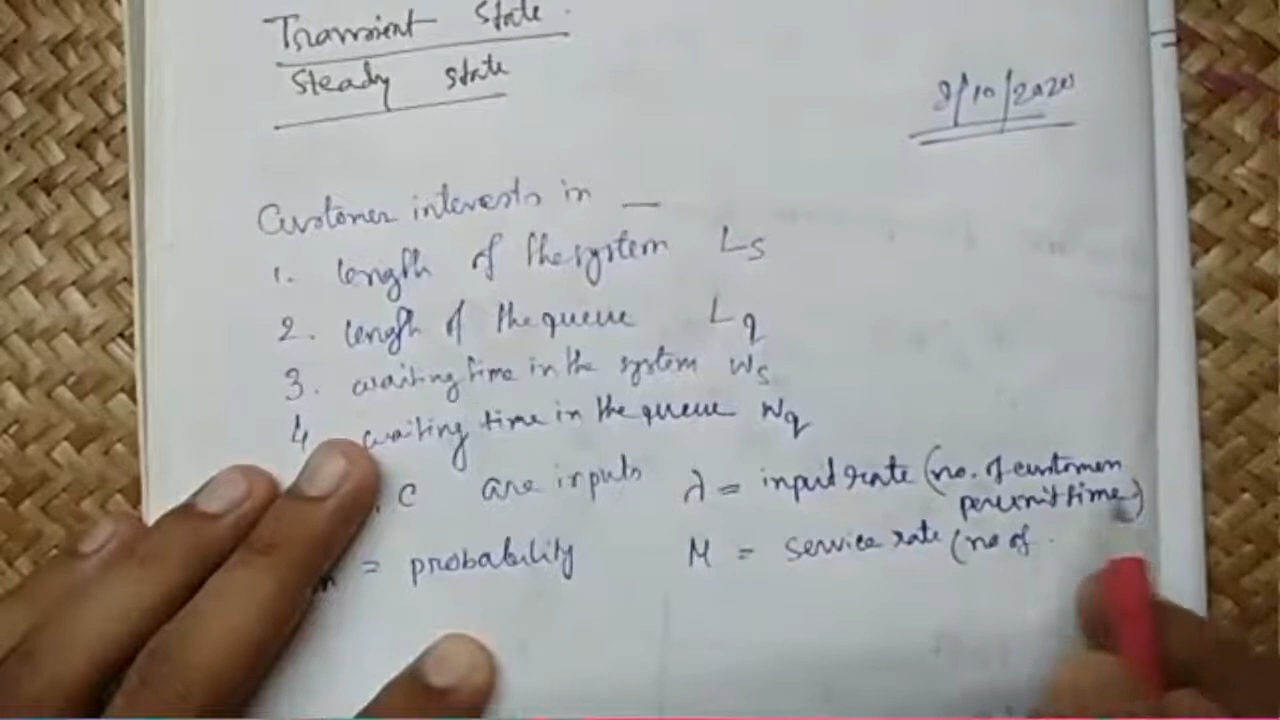 Transient state.
Steady state
8/10/2020
Customer interests in —
1. length of the system Ls
2. length of the queue Lq
3. waiting time in the system Ws
4 waiting time in the queue Wq
, c are inputs λ = input rate (no. of customers
per unit time)
n = probability M = service rate (no of